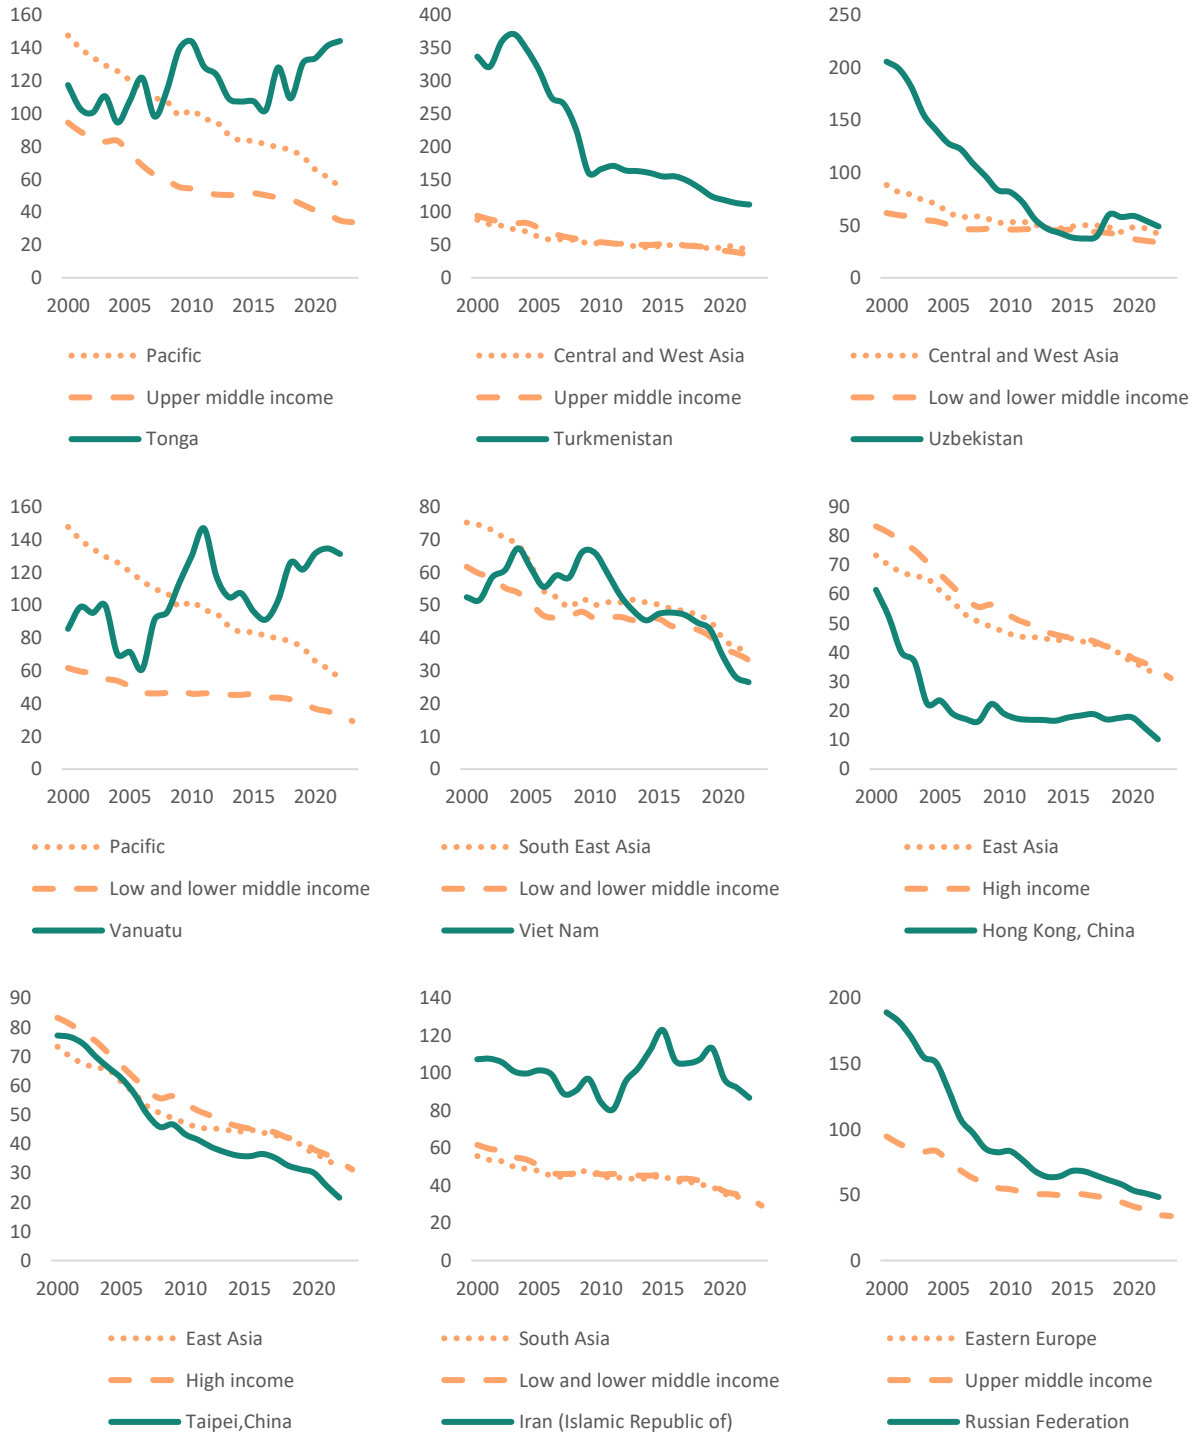 160
140
120
100
80
60
40
20
0
2000 2005 2010 2015 2020
Pacific
Upper middle income
Tonga
400
350
300
250
200
150
100
50
0
2000 2005 2010 2015 2020
Central and West Asia
Upper middle income
Turkmenistan
250
200
150
100
50
0
2000 2005 2010 2015 2020
Central and West Asia
Low and lower middle income
Uzbekistan
160
140
120
100
80
60
40
20
0
2000 2005 2010 2015 2020
Pacific
Low and lower middle income
Vanuatu
80
70
60
50
40
30
20
10
0
2000 2005 2010 2015 2020
South East Asia
Low and lower middle income
Viet Nam
90
80
70
60
50
40
30
20
10
0
2000 2005 2010 2015 2020
East Asia
High income
Hong Kong, China
90
80
70
60
50
40
30
20
10
0
2000 2005 2010 2015 2020
East Asia
High income
Taipei,China
140
120
100
80
60
40
20
0
2000 2005 2010 2015 2020
South Asia
Low and lower middle income
Iran (Islamic Republic of)
200
150
100
50
0
2000 2005 2010 2015 2020
Eastern Europe
Upper middle income
Russian Federation